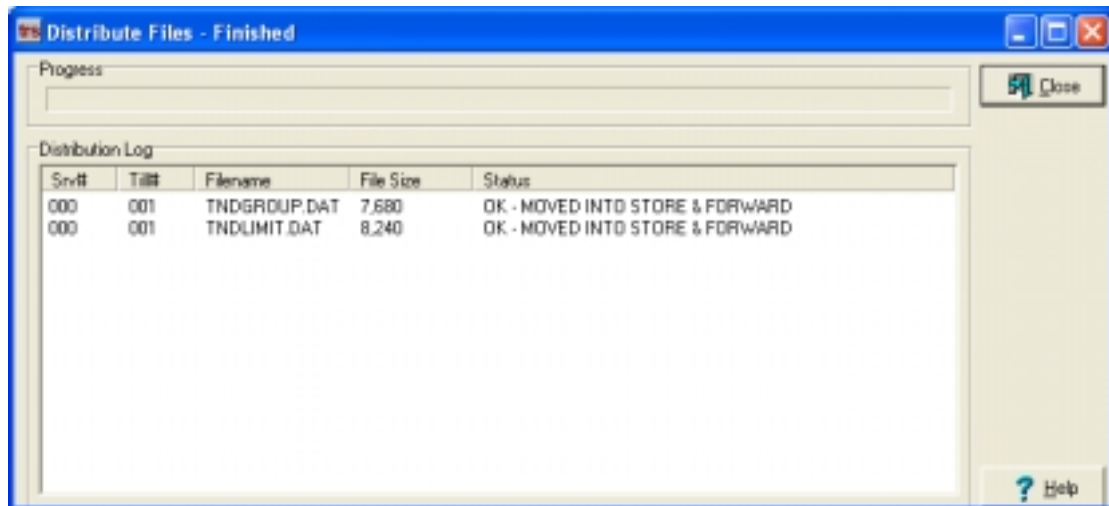 Distribute Files - Finished
Progress
Close
Distribution Log
Srv# Till# Filename File Size Status
000 001 TNDGROUP.DAT 7,680 OK - MOVED INTO STORE & FORWARD
000 001 TNDLIMIT.DAT 8,240 OK - MOVED INTO STORE & FORWARD
? Help